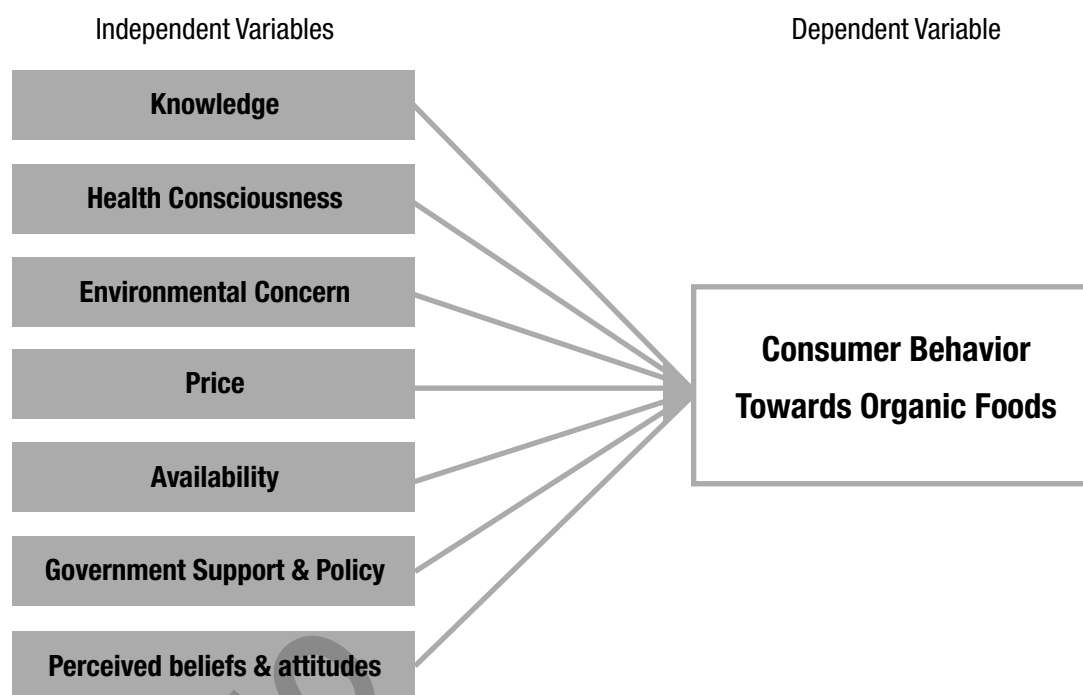 Independent Variables
Dependent Variable
Knowledge
Health Consciousness
Environmental Concern
Price
Availability
Government Support & Policy
Perceived beliefs & attitudes
Consumer Behavior
Towards Organic Foods